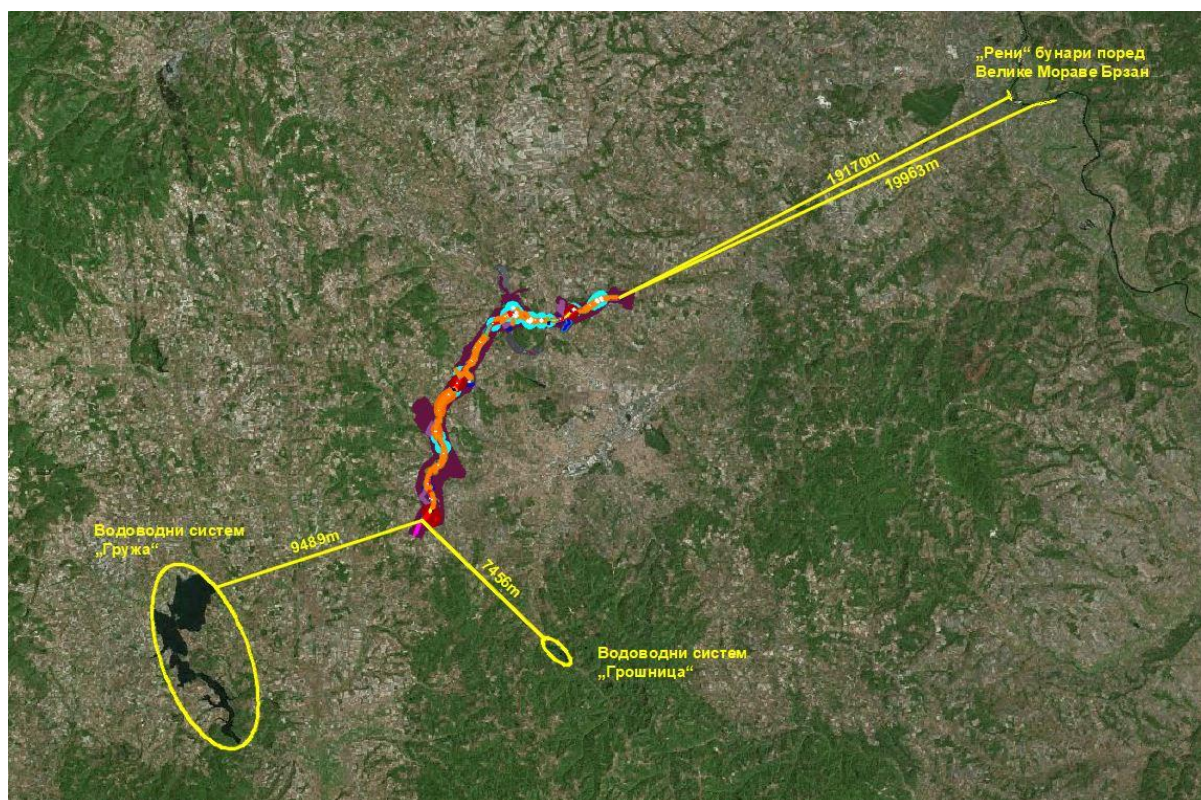 „Рени“ бунари поред
Велике Мораве Брзан
19170m
19963m
Водоводни систем
„Гружа“
9489m
7456m
Водоводни систем
„Грошница“